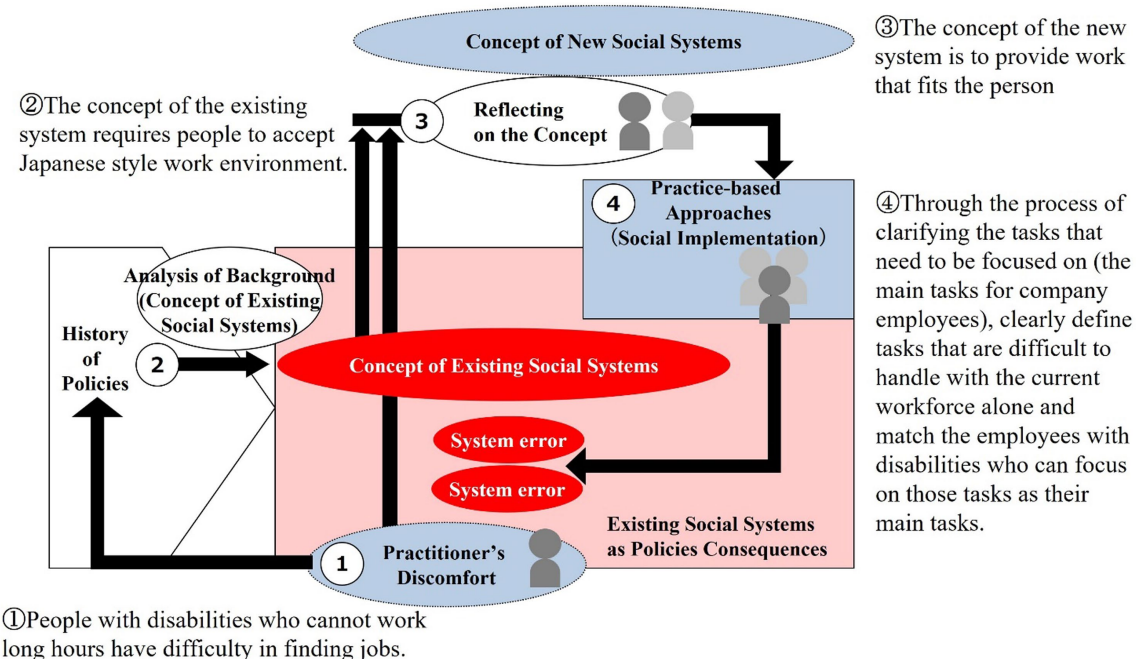 Concept of New Social Systems
③The concept of the new
system is to provide work
that fits the person
②The concept of the existing
system requires people to accept
Japanese style work environment.
3
Reflecting
on the Concept
4
Practice-based
Approaches
(Social Implementation)
④Through the process of
clarifying the tasks that
need to be focused on (the
main tasks for company
employees), clearly define
tasks that are difficult to
handle with the current
workforce alone and
match the employees with
disabilities who can focus
on those tasks as their
main tasks.
Analysis of Background
(Concept of Existing
Social Systems)
History
of
Policies
2
Concept of Existing Social Systems
System error
System error
Existing Social Systems
as Policies Consequences
1
Practitioner's
Discomfort
①People with disabilities who cannot work
long hours have difficulty in finding jobs.